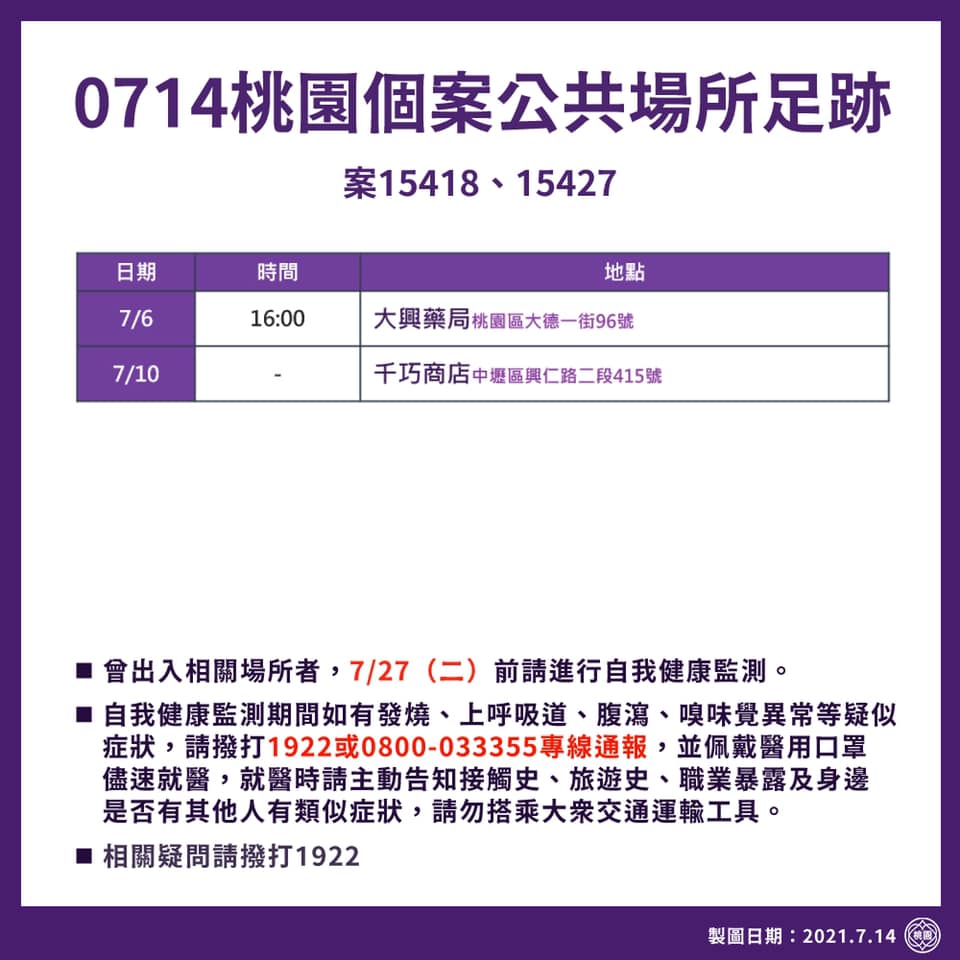 0714桃園個案公共場所足跡
案15418、15427
日期 時間 地點
7/6 16:00 大興藥局桃園區大德一街96號
7/10 - 千巧商店中壢區興仁路二段415號
■ 曾出入相關場所者，7/27（二）前請進行自我健康監測。
■ 自我健康監測期間如有發燒、上呼吸道、腹瀉、嗅味覺異常等疑似
症狀，請撥打1922或0800-033355專線通報，並佩戴醫用口罩
儘速就醫，就醫時請主動告知接觸史、旅遊史、職業暴露及身邊
是否有其他人有類似症狀，請勿搭乘大眾交通運輸工具。
■ 相關疑問請撥打1922
製圖日期：2021.7.14 桃園